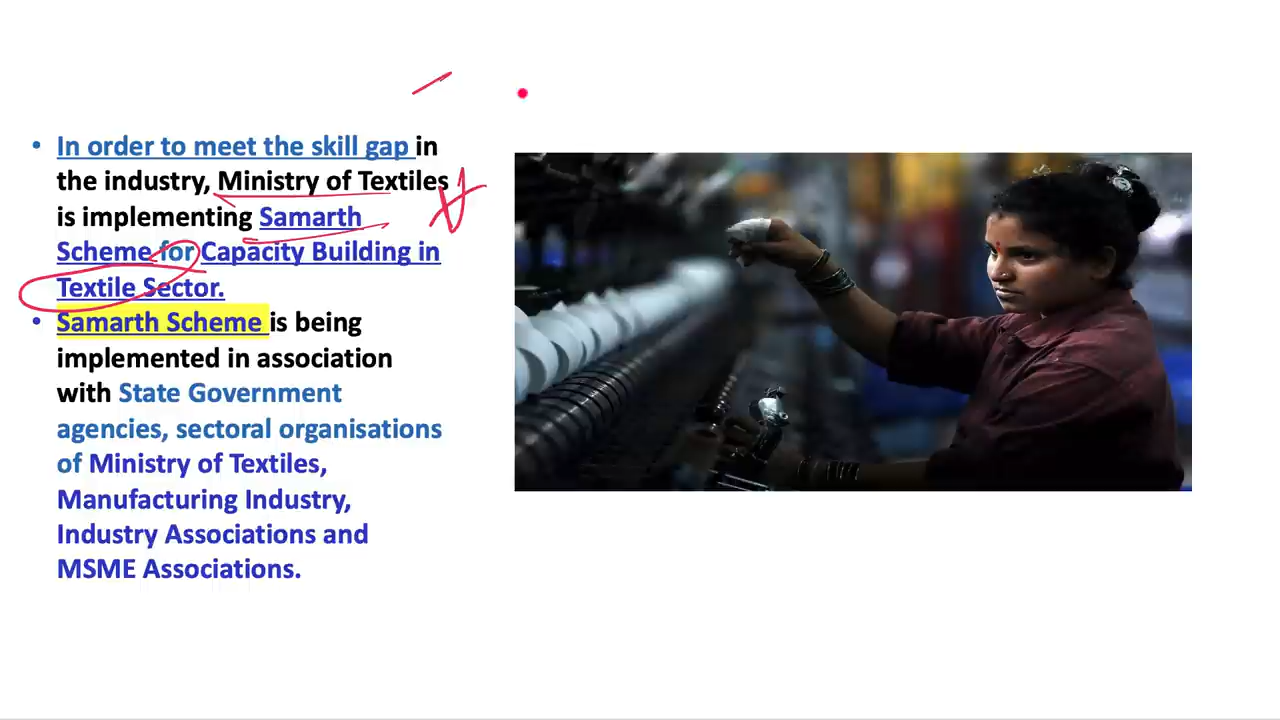 • In order to meet the skill gap in
the industry, Ministry of Textiles
is implementing Samarth
Scheme for Capacity Building in
Textile Sector.
• Samarth Scheme is being
implemented in association
with State Government
agencies, sectoral organisations
of Ministry of Textiles,
Manufacturing Industry,
Industry Associations and
MSME Associations.